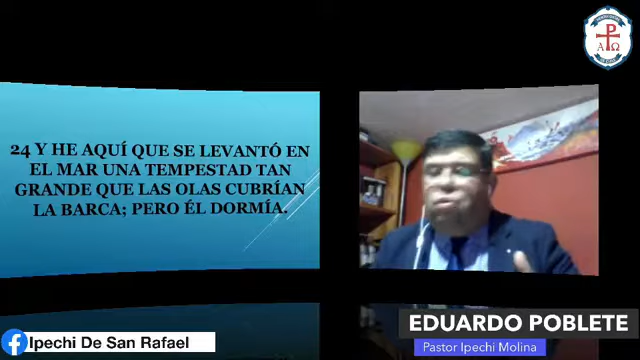 24 Y HE AQUÍ QUE SE LEVANTÓ EN
EL MAR UNA TEMPESTAD TAN
GRANDE QUE LAS OLAS CUBRÍAN
LA BARCA; PERO ÉL DORMÍA.
EDUARDO POBLETE
Pastor Ipechi Molina
Ipechi De San Rafael